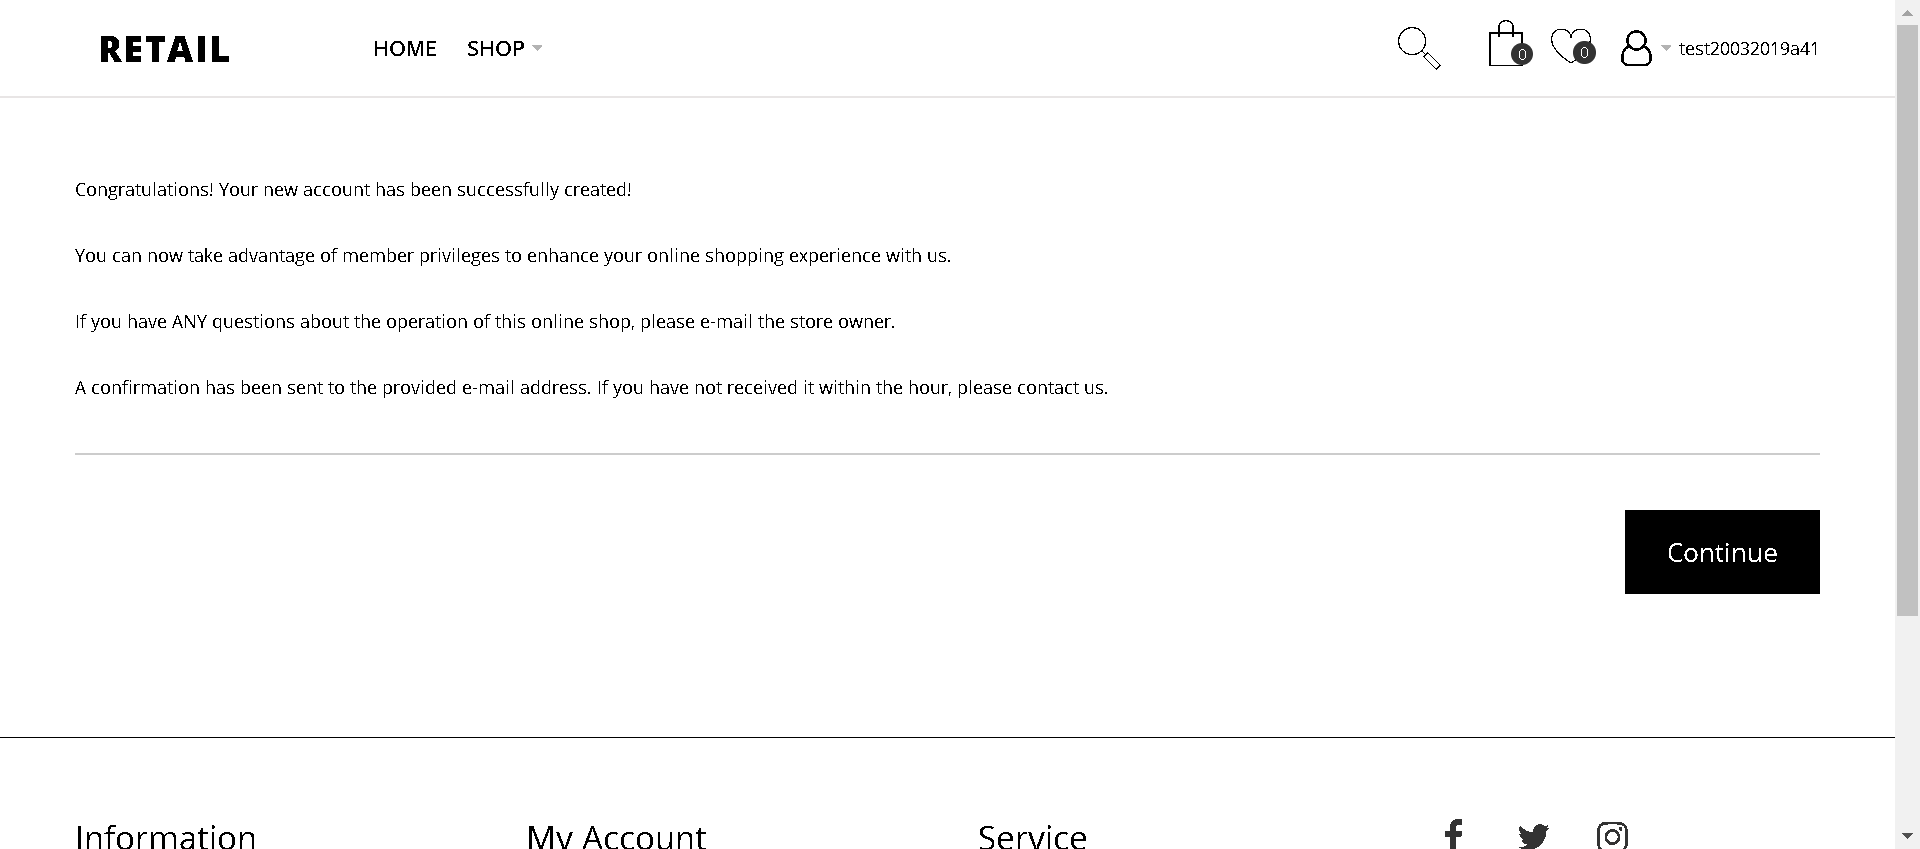 RETAIL HOME SHOP 0 0 test20032019a41
Congratulations! Your new account has been successfully created!
You can now take advantage of member privileges to enhance your online shopping experience with us.
If you have ANY questions about the operation of this online shop, please e-mail the store owner.
A confirmation has been sent to the provided e-mail address. If you have not received it within the hour, please contact us.
Continue
Information My Account Service